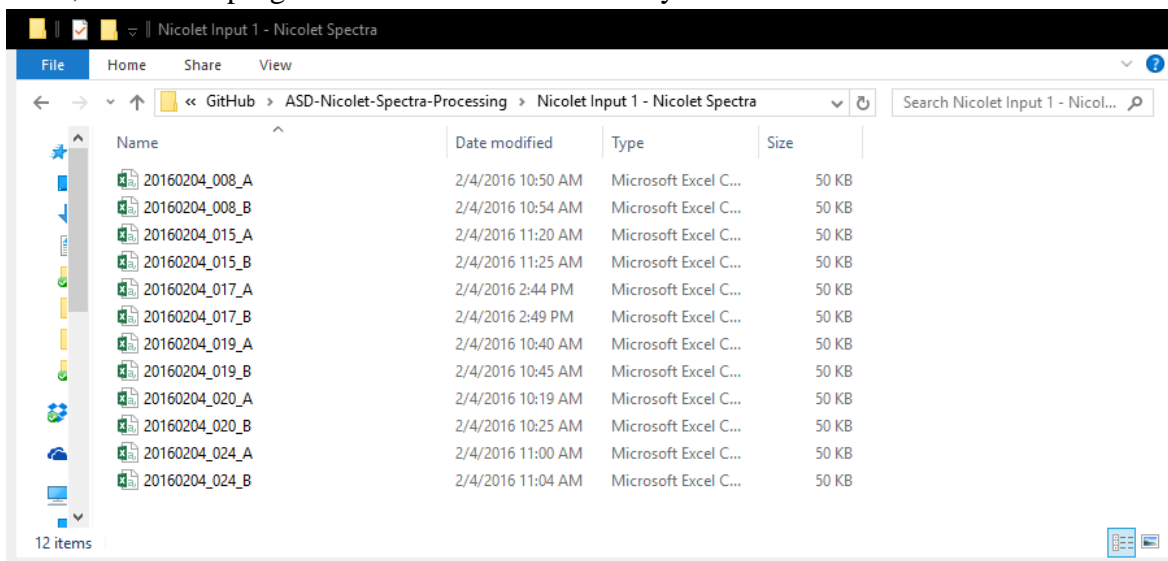 Nicolet Input 1 - Nicolet Spectra
File Home Share View
« GitHub > ASD-Nicolet-Spectra-Processing > Nicolet Input 1 - Nicolet Spectra Search Nicolet Input 1 - Nicol...
Name Date modified Type Size
20160204_008_A 2/4/2016 10:50 AM Microsoft Excel C... 50 KB
20160204_008_B 2/4/2016 10:54 AM Microsoft Excel C... 50 KB
20160204_015_A 2/4/2016 11:20 AM Microsoft Excel C... 50 KB
20160204_015_B 2/4/2016 11:25 AM Microsoft Excel C... 50 KB
20160204_017_A 2/4/2016 2:44 PM Microsoft Excel C... 50 KB
20160204_017_B 2/4/2016 2:49 PM Microsoft Excel C... 50 KB
20160204_019_A 2/4/2016 10:40 AM Microsoft Excel C... 50 KB
20160204_019_B 2/4/2016 10:45 AM Microsoft Excel C... 50 KB
20160204_020_A 2/4/2016 10:19 AM Microsoft Excel C... 50 KB
20160204_020_B 2/4/2016 10:25 AM Microsoft Excel C... 50 KB
20160204_024_A 2/4/2016 11:00 AM Microsoft Excel C... 50 KB
20160204_024_B 2/4/2016 11:04 AM Microsoft Excel C... 50 KB
12 items